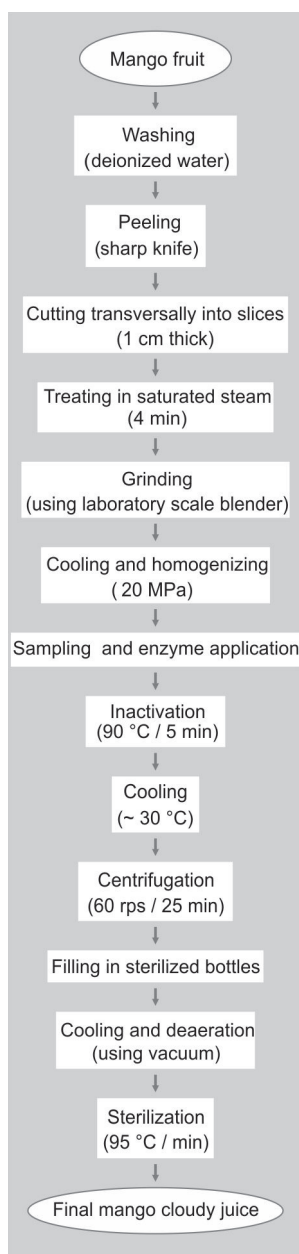 Mango fruit
Washing
(deionized water)
Peeling
(sharp knife)
Cutting transversally into slices
(1 cm thick)
Treating in saturated steam
(4 min)
Grinding
(using laboratory scale blender)
Cooling and homogenizing
( 20 MPa)
Sampling and enzyme application
Inactivation
(90 °C / 5 min)
Cooling
(~ 30 °C)
Centrifugation
(60 rps / 25 min)
Filling in sterilized bottles
Cooling and deaeration
(using vacuum)
Sterilization
(95 °C / min)
Final mango cloudy juice